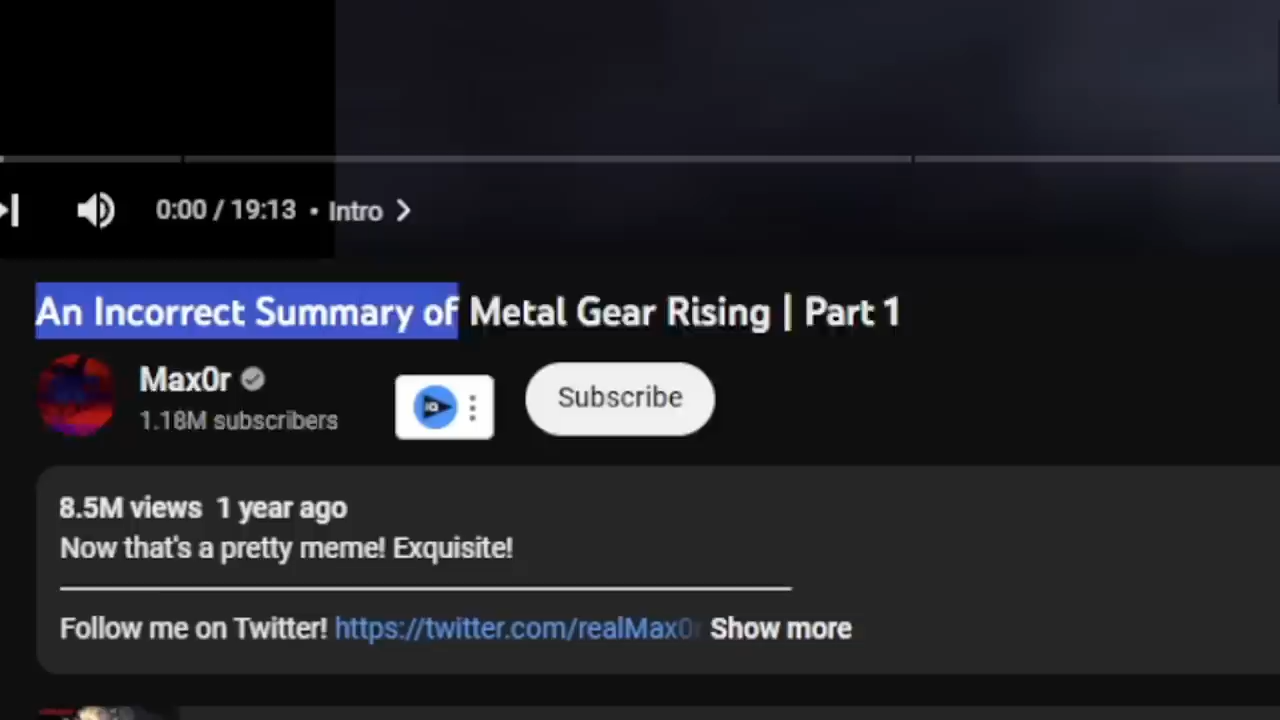 0:00 / 19:13 • Intro
An Incorrect Summary of Metal Gear Rising | Part 1
Max0r
1.18M subscribers
Subscribe
8.5M views 1 year ago
Now that's a pretty meme! Exquisite!
Follow me on Twitter! https://twitter.com/realMax0r Show more